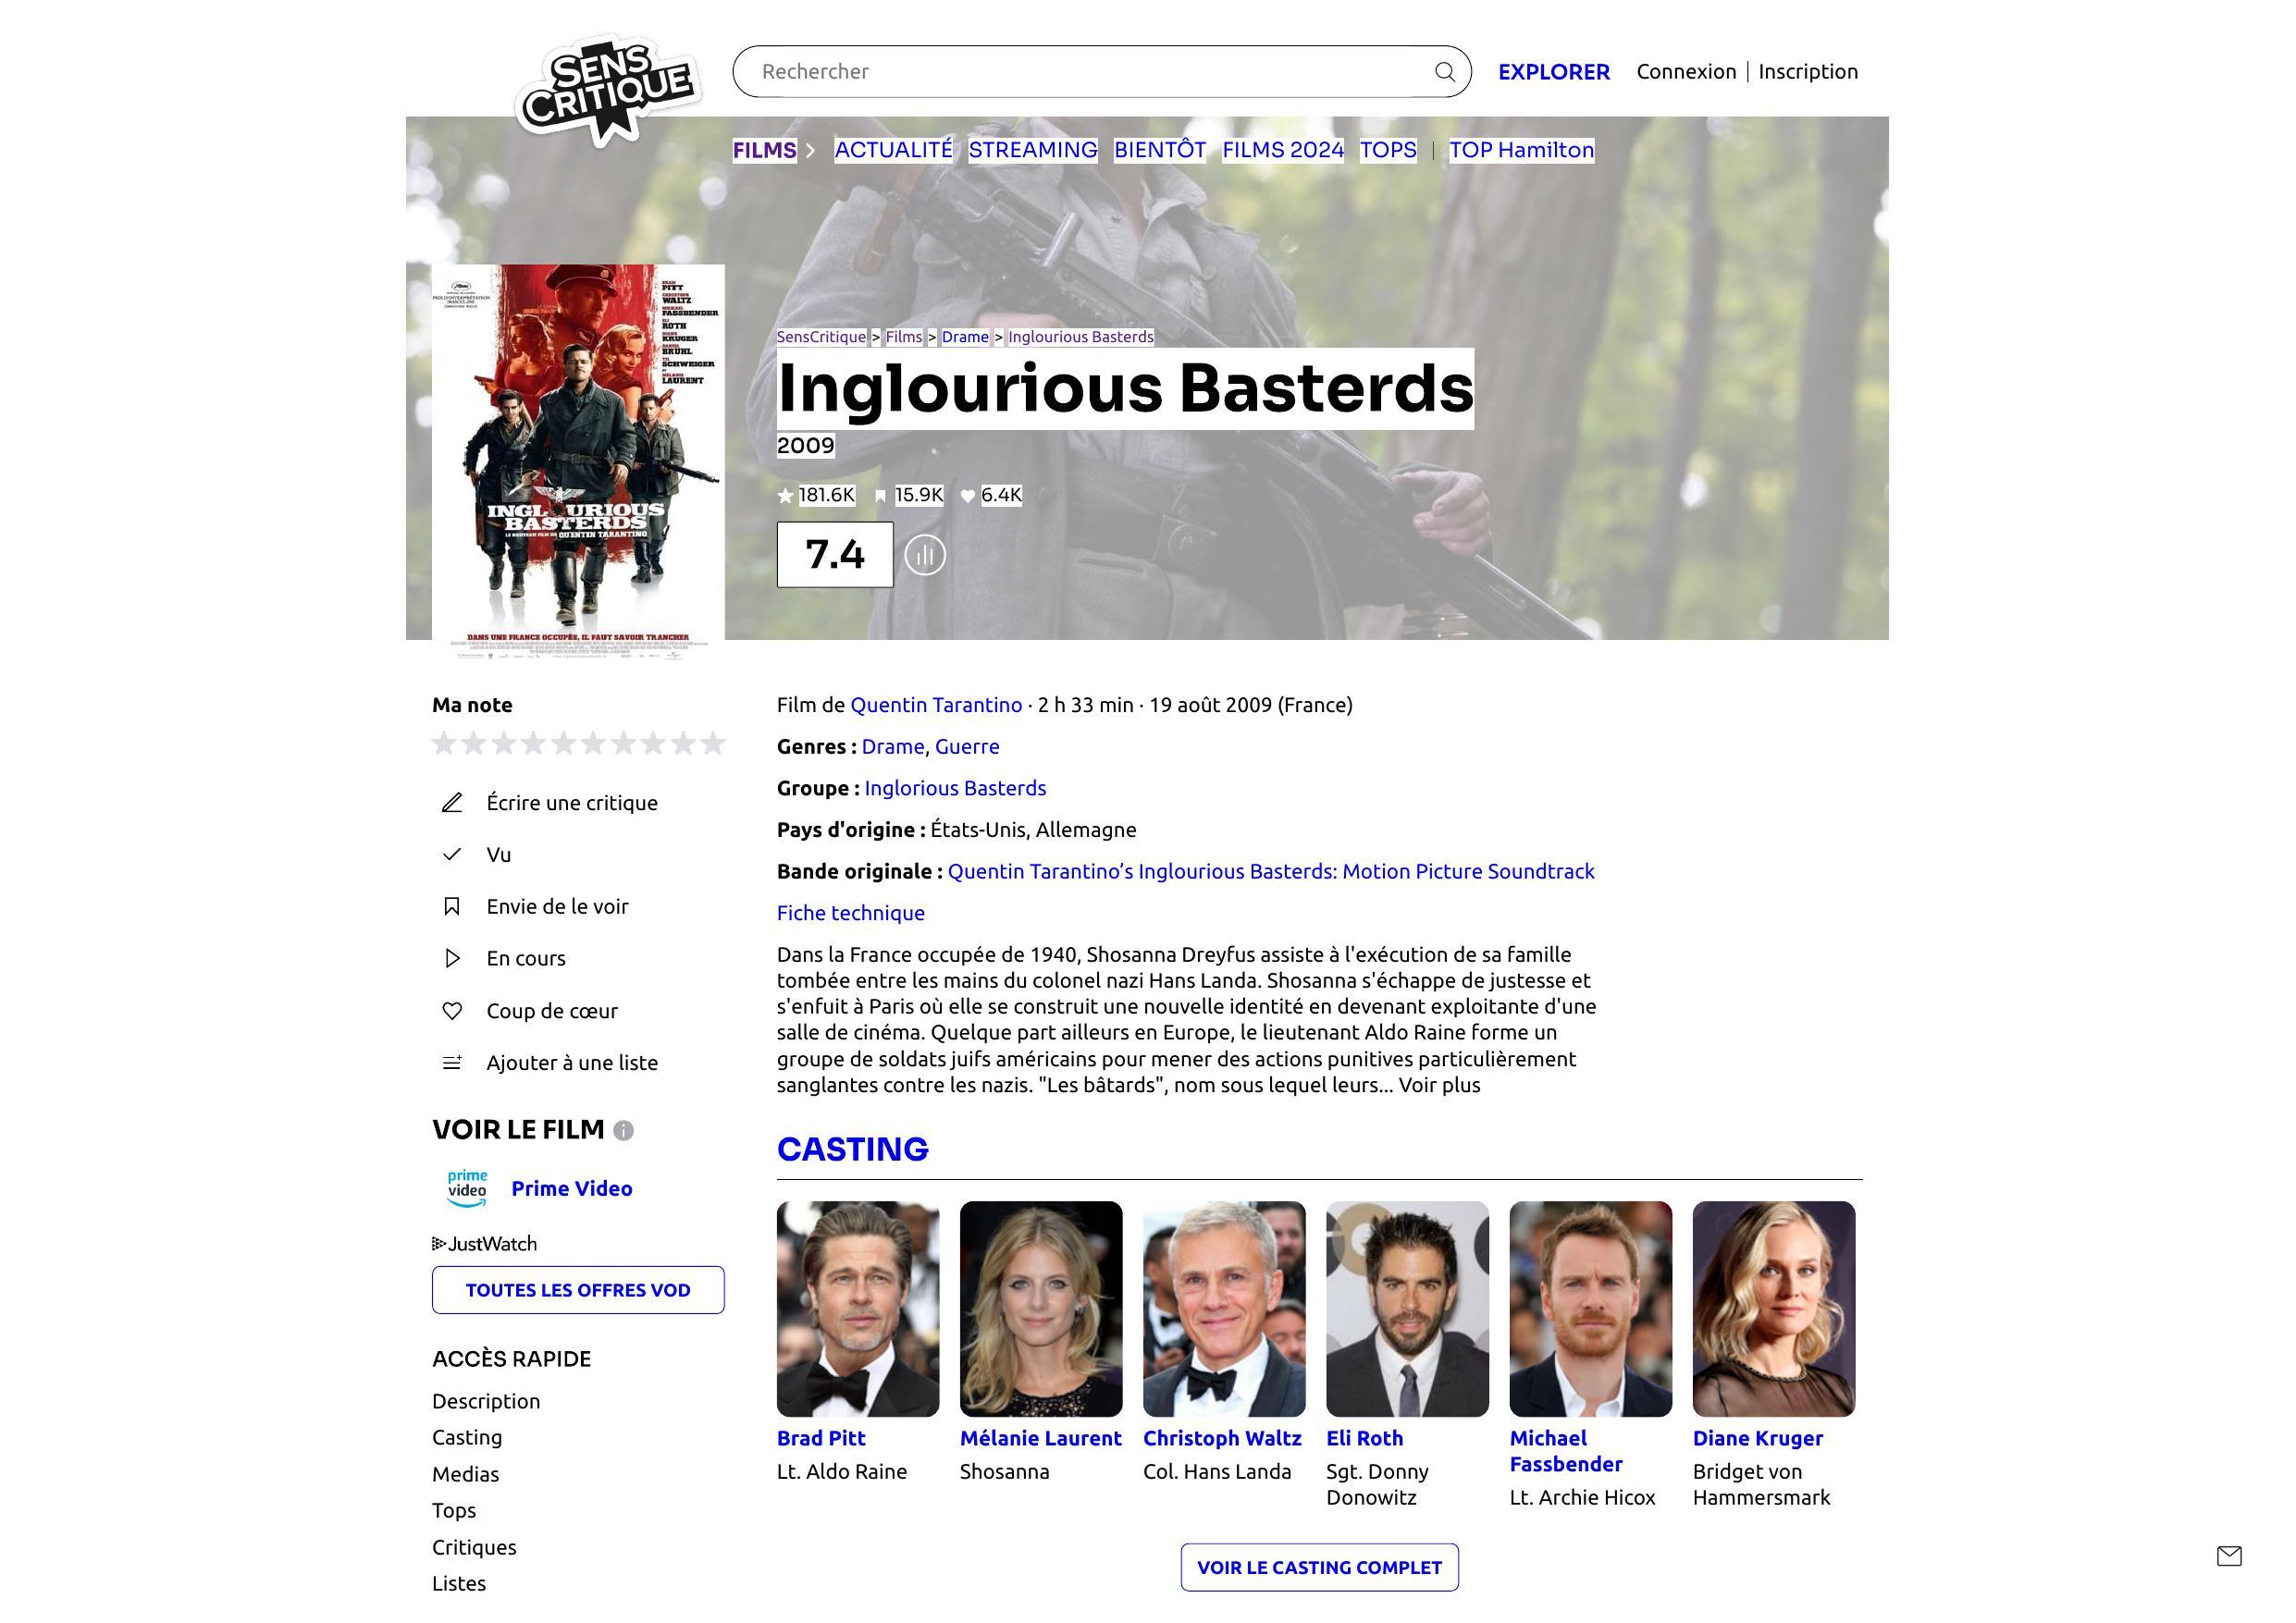 SENS
CRITIQUE
Rechercher
EXPLORER
Connexion | Inscription
FILMS > ACTUALITÉ STREAMING BIENTÔT FILMS 2024 TOPS | TOP Hamilton
BRAD
PITT
CHRISTOPH
WALTZ
MICHAEL
FASSBENDER
ELI
ROTH
DIANE
KRUGER
DANIEL
BRÜHL
TIL
SCHWEIGER
ET
MÉLANIE
LAURENT
PRIX D'INTERPRÉTATION
MASCULINE
INGLOURIOUS
BASTERDS
LE NOUVEAU FILM DE QUENTIN TARANTINO
DANS UNE FRANCE OCCUPÉE, IL FAUT SAVOIR TRANCHER
SensCritique > Films > Drame > Inglourious Basterds
Inglourious Basterds
2009
181.6K 15.9K 6.4K
7.4
Ma note
Écrire une critique
Vu
Envie de le voir
En cours
Coup de cœur
Ajouter à une liste
VOIR LE FILM
prime
video
Prime Video
JustWatch
TOUTES LES OFFRES VOD
ACCÈS RAPIDE
Description
Casting
Medias
Tops
Critiques
Listes
Film de Quentin Tarantino · 2 h 33 min · 19 août 2009 (France)
Genres : Drame, Guerre
Groupe : Inglorious Basterds
Pays d'origine : États-Unis, Allemagne
Bande originale : Quentin Tarantino’s Inglourious Basterds: Motion Picture Soundtrack
Fiche technique
Dans la France occupée de 1940, Shosanna Dreyfus assiste à l'exécution de sa famille
tombée entre les mains du colonel nazi Hans Landa. Shosanna s'échappe de justesse et
s'enfuit à Paris où elle se construit une nouvelle identité en devenant exploitante d'une
salle de cinéma. Quelque part ailleurs en Europe, le lieutenant Aldo Raine forme un
groupe de soldats juifs américains pour mener des actions punitives particulièrement
sanglantes contre les nazis. "Les bâtards", nom sous lequel leurs... Voir plus
CASTING
Brad Pitt
Lt. Aldo Raine
Mélanie Laurent
Shosanna
Christoph Waltz
Col. Hans Landa
Eli Roth
Sgt. Donny
Donowitz
Michael
Fassbender
Lt. Archie Hicox
Diane Kruger
Bridget von
Hammersmark
VOIR LE CASTING COMPLET